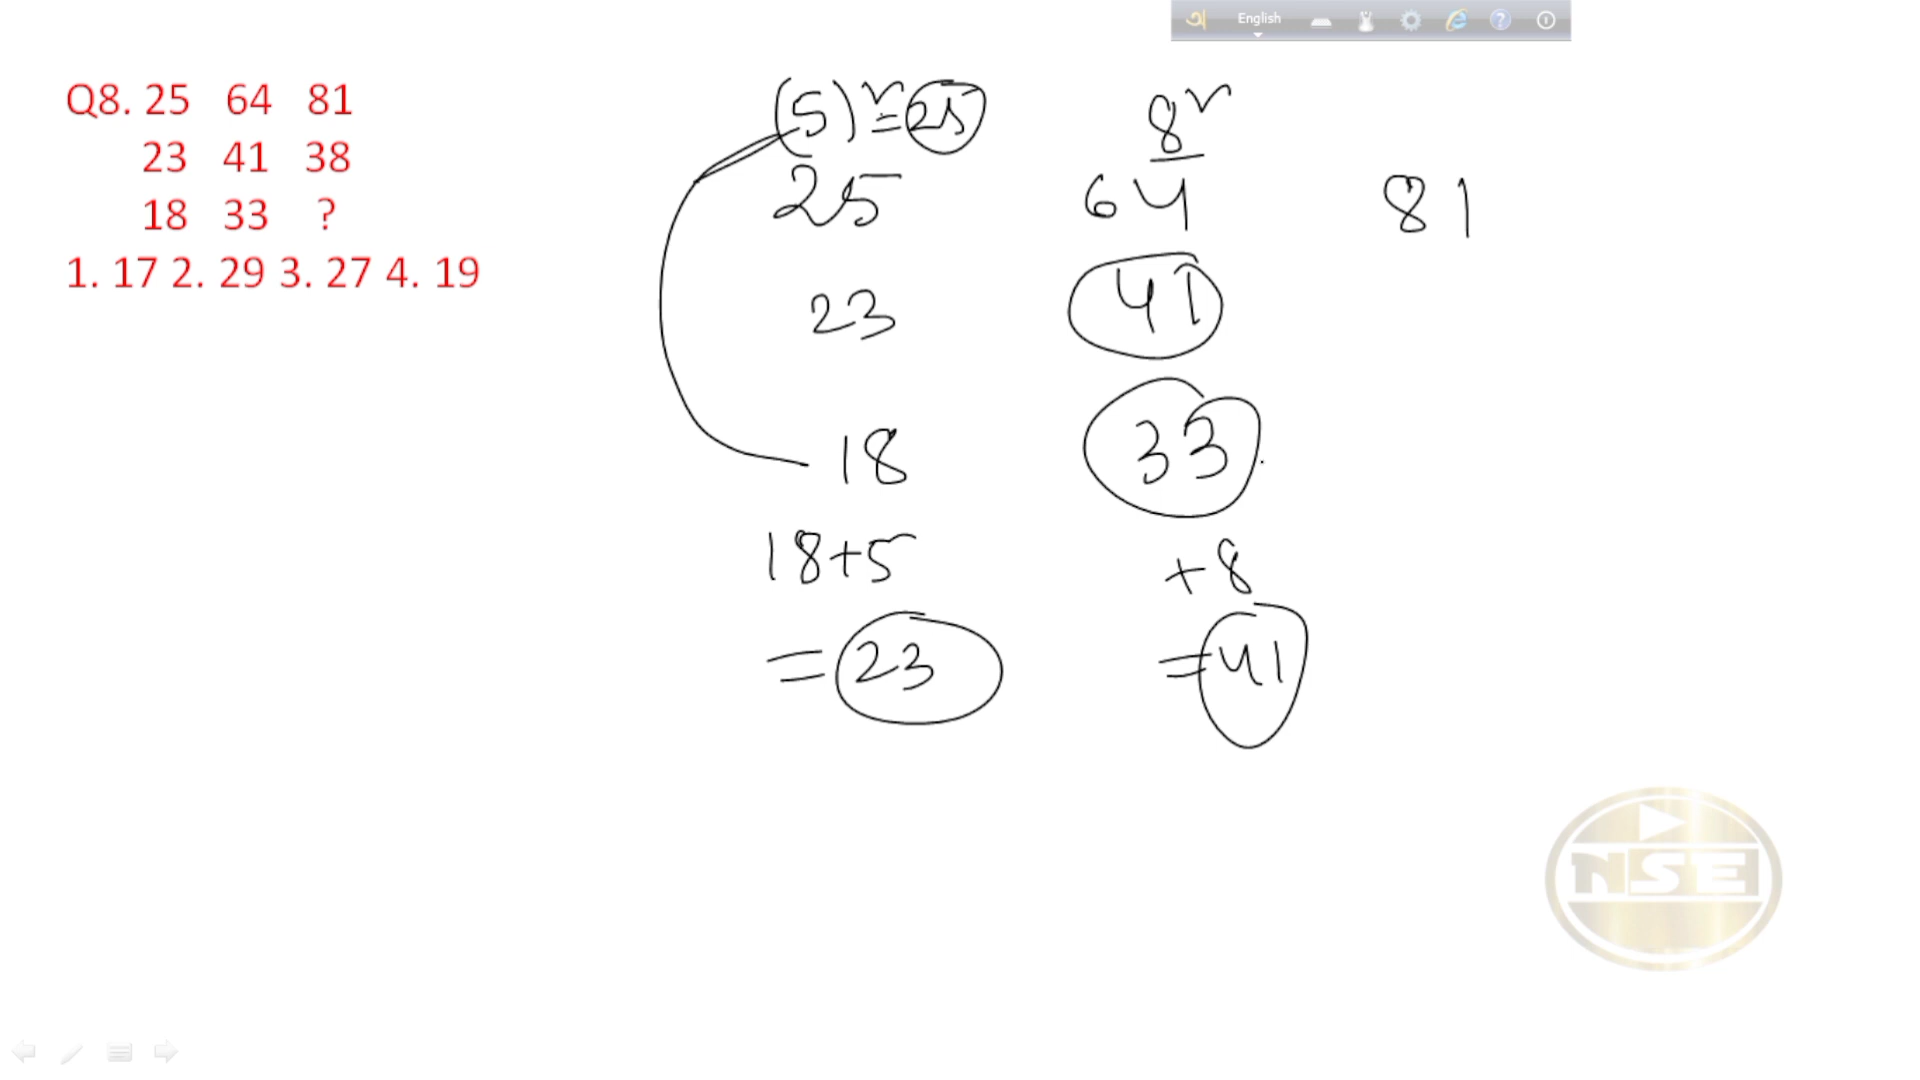 English
Q8. 25 64 81
23 41 38
18 33 ?
1. 17 2. 29 3. 27 4. 19
(5)² = 25 8²
25 64 81
23 41
18 33
18+5 +8
= 23 = 41
NSE